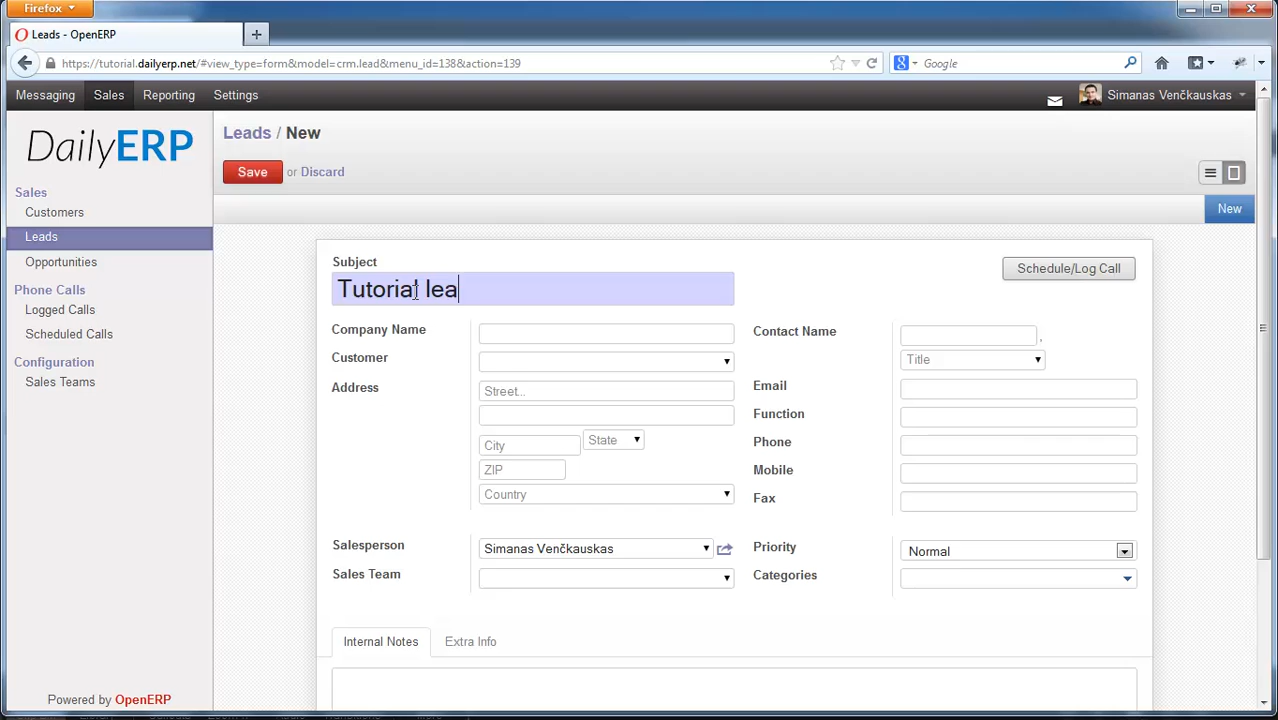 Firefox
Leads - OpenERP
https://tutorial.dailyerp.net/#view_type=form&model=crm.lead&menu_id=138&action=139
Google
Messaging Sales Reporting Settings
Simanas Venčkauskas
DailyERP
Leads / New
Save or Discard
Sales
Customers
Leads
Opportunities
Phone Calls
Logged Calls
Scheduled Calls
Configuration
Sales Teams
New
Subject
Schedule/Log Call
Tutorial lea
Company Name
Contact Name
,
Customer
Title
Address
Street...
Email
Function
City
State
Phone
ZIP
Mobile
Country
Fax
Salesperson
Simanas Venčkauskas
Priority
Normal
Sales Team
Categories
Internal Notes
Extra Info
Powered by OpenERP